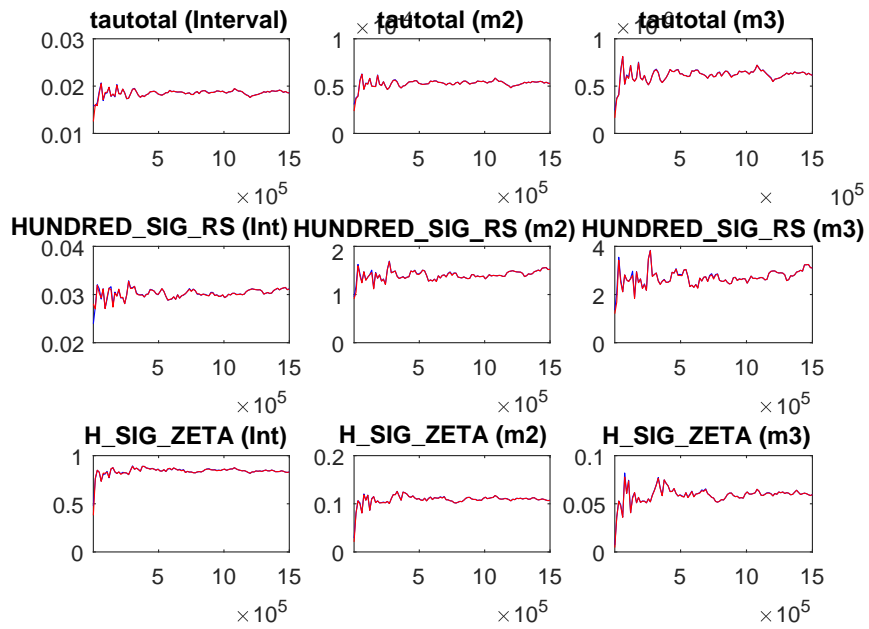 tautotal (Interval) tautotal (m2) tautotal (m3)
0.03 1 1
0.02 0.5 0.5
0.01 0 0
5 10 15 5 10 15 5 10 15
× 10^5 × 10^5 × 10^5
HUNDRED_SIG_RS (Int) HUNDRED_SIG_RS (m2) HUNDRED_SIG_RS (m3)
0.04 2 4
0.03 1 2
0.02 0 0
5 10 15 5 10 15 5 10 15
× 10^5 × 10^5 × 10^5
H_SIG_ZETA (Int) H_SIG_ZETA (m2) H_SIG_ZETA (m3)
1 0.2 0.1
0.5 0.1 0.05
0 0 0
5 10 15 5 10 15 5 10 15
× 10^5 × 10^5 × 10^5